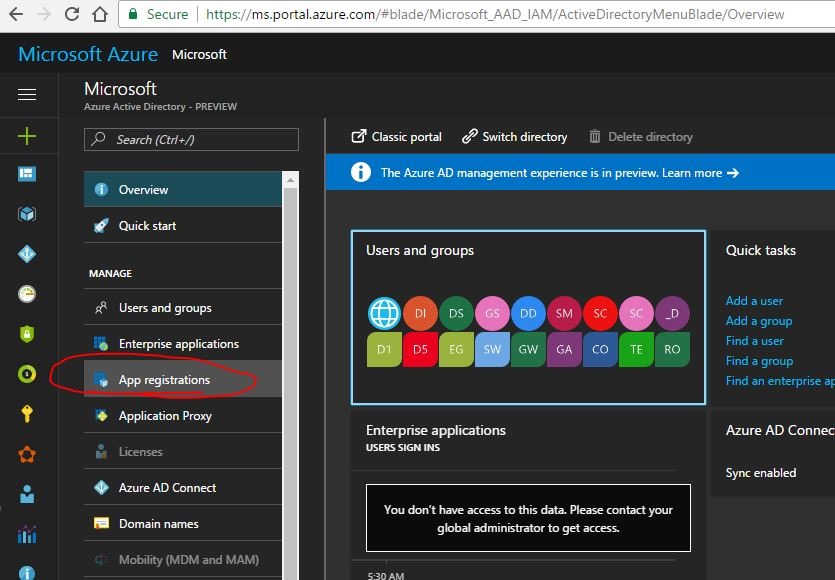 Secure
https://ms.portal.azure.com/#blade/Microsoft_AAD_IAM/ActiveDirectoryMenuBlade/Overview
Microsoft Azure Microsoft
Microsoft
Azure Active Directory - PREVIEW
Search (Ctrl+/)
Overview
Quick start
MANAGE
Users and groups
Enterprise applications
App registrations
Application Proxy
Licenses
Azure AD Connect
Domain names
Mobility (MDM and MAM)
Classic portal
Switch directory
Delete directory
The Azure AD management experience is in preview. Learn more →
Users and groups
DI DS GS DD SM SC SC _D
D1 D5 EG SW GW GA CO TE RO
Enterprise applications
USERS SIGN INS
You don't have access to this data. Please contact your
global administrator to get access.
5:30 AM
Quick tasks
Add a user
Add a group
Find a user
Find a group
Find an enterprise ap
Azure AD Connec
Sync enabled